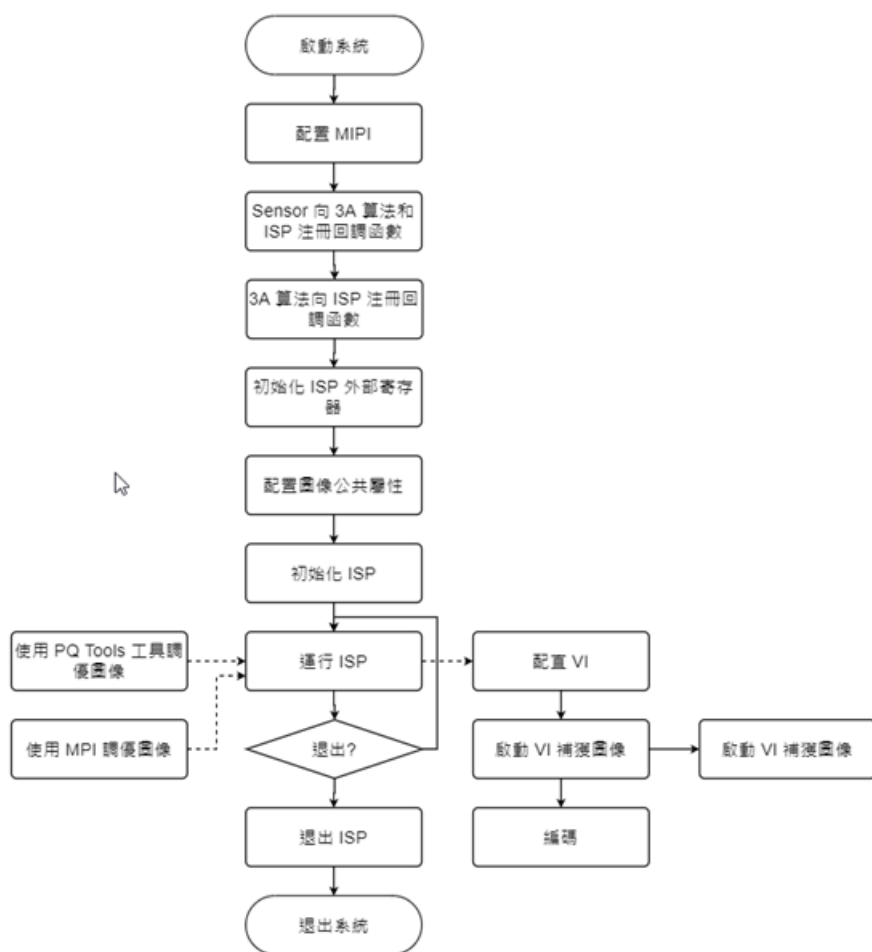 啟動系統
配置 MIPI
Sensor 向 3A 算法和
ISP 注冊回調函數
3A 算法向 ISP 注冊回
調函數
初始化 ISP 外部寄存
器
配置圖像公共屬性
初始化 ISP
使用 PQ Tools 工具調
優圖像
運行 ISP
配置 VI
使用 MPI 調優圖像
退出?
啟動 VI 補獲圖像
啟動 VI 補獲圖像
退出 ISP
編碼
退出系統